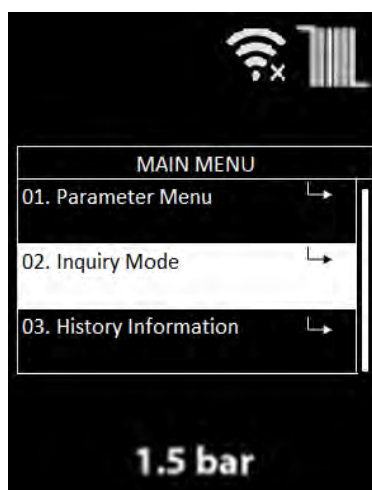 MAIN MENU
01. Parameter Menu
02. Inquiry Mode
03. History Information
1.5 bar